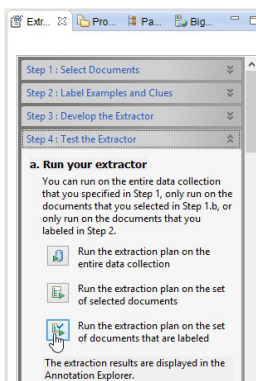 Extr... Pro... Pa... Big...
Step 1 : Select Documents
Step 2 : Label Examples and Clues
Step 3 : Develop the Extractor
Step 4 : Test the Extractor
a. Run your extractor
You can run on the entire data collection
that you specified in Step 1, only run on the
documents that you selected in Step 1.b, or
only run on the documents that you
labeled in Step 2.
Run the extraction plan on the
entire data collection
Run the extraction plan on the set
of selected documents
Run the extraction plan on the set
of documents that are labeled
The extraction results are displayed in the
Annotation Explorer.